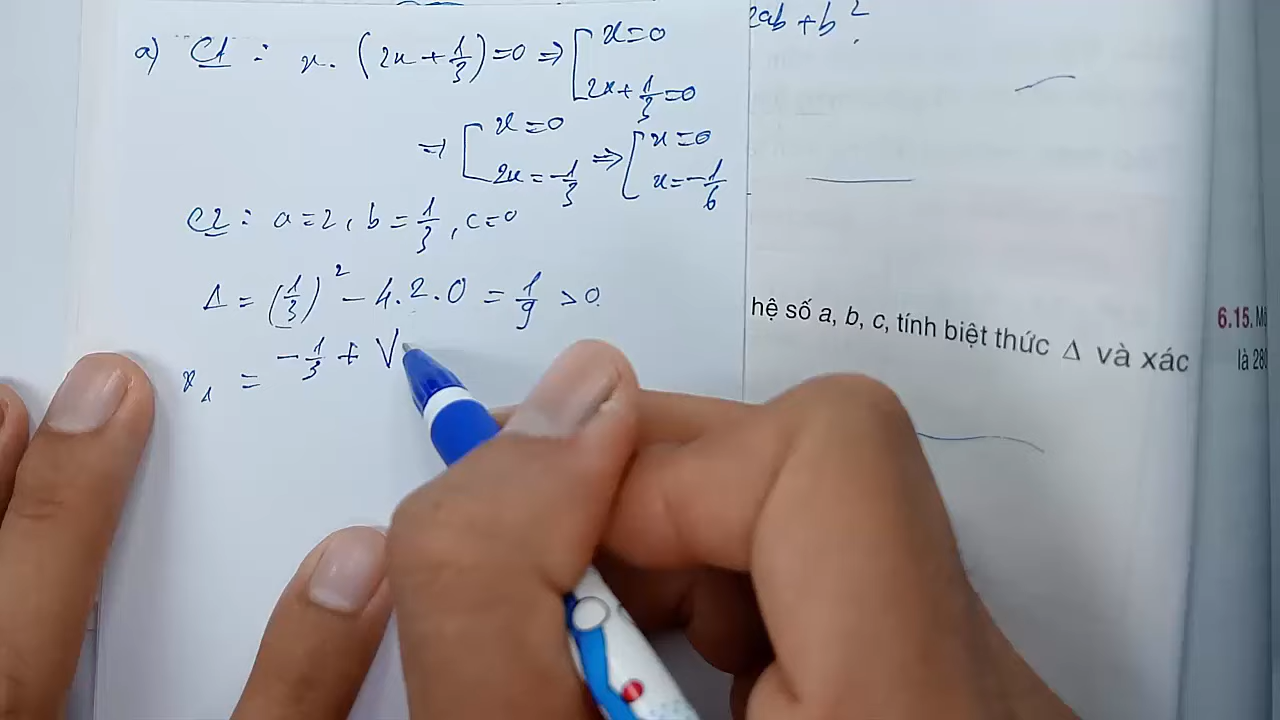 a) C1 : x. (2x + 1/3) = 0 => [ x = 0
2x + 1/3 = 0
=> [ x = 0
2x = -1/3 => [ x = 0
x = -1/6
C2 : a = 2, b = 1/3, c = 0
Δ = (1/3)² - 4.2.0 = 1/9 > 0.
x₁ = -1/3 + √
2ab + b².
hệ số a, b, c, tính biệt thức Δ và xác
6.15.
là 280